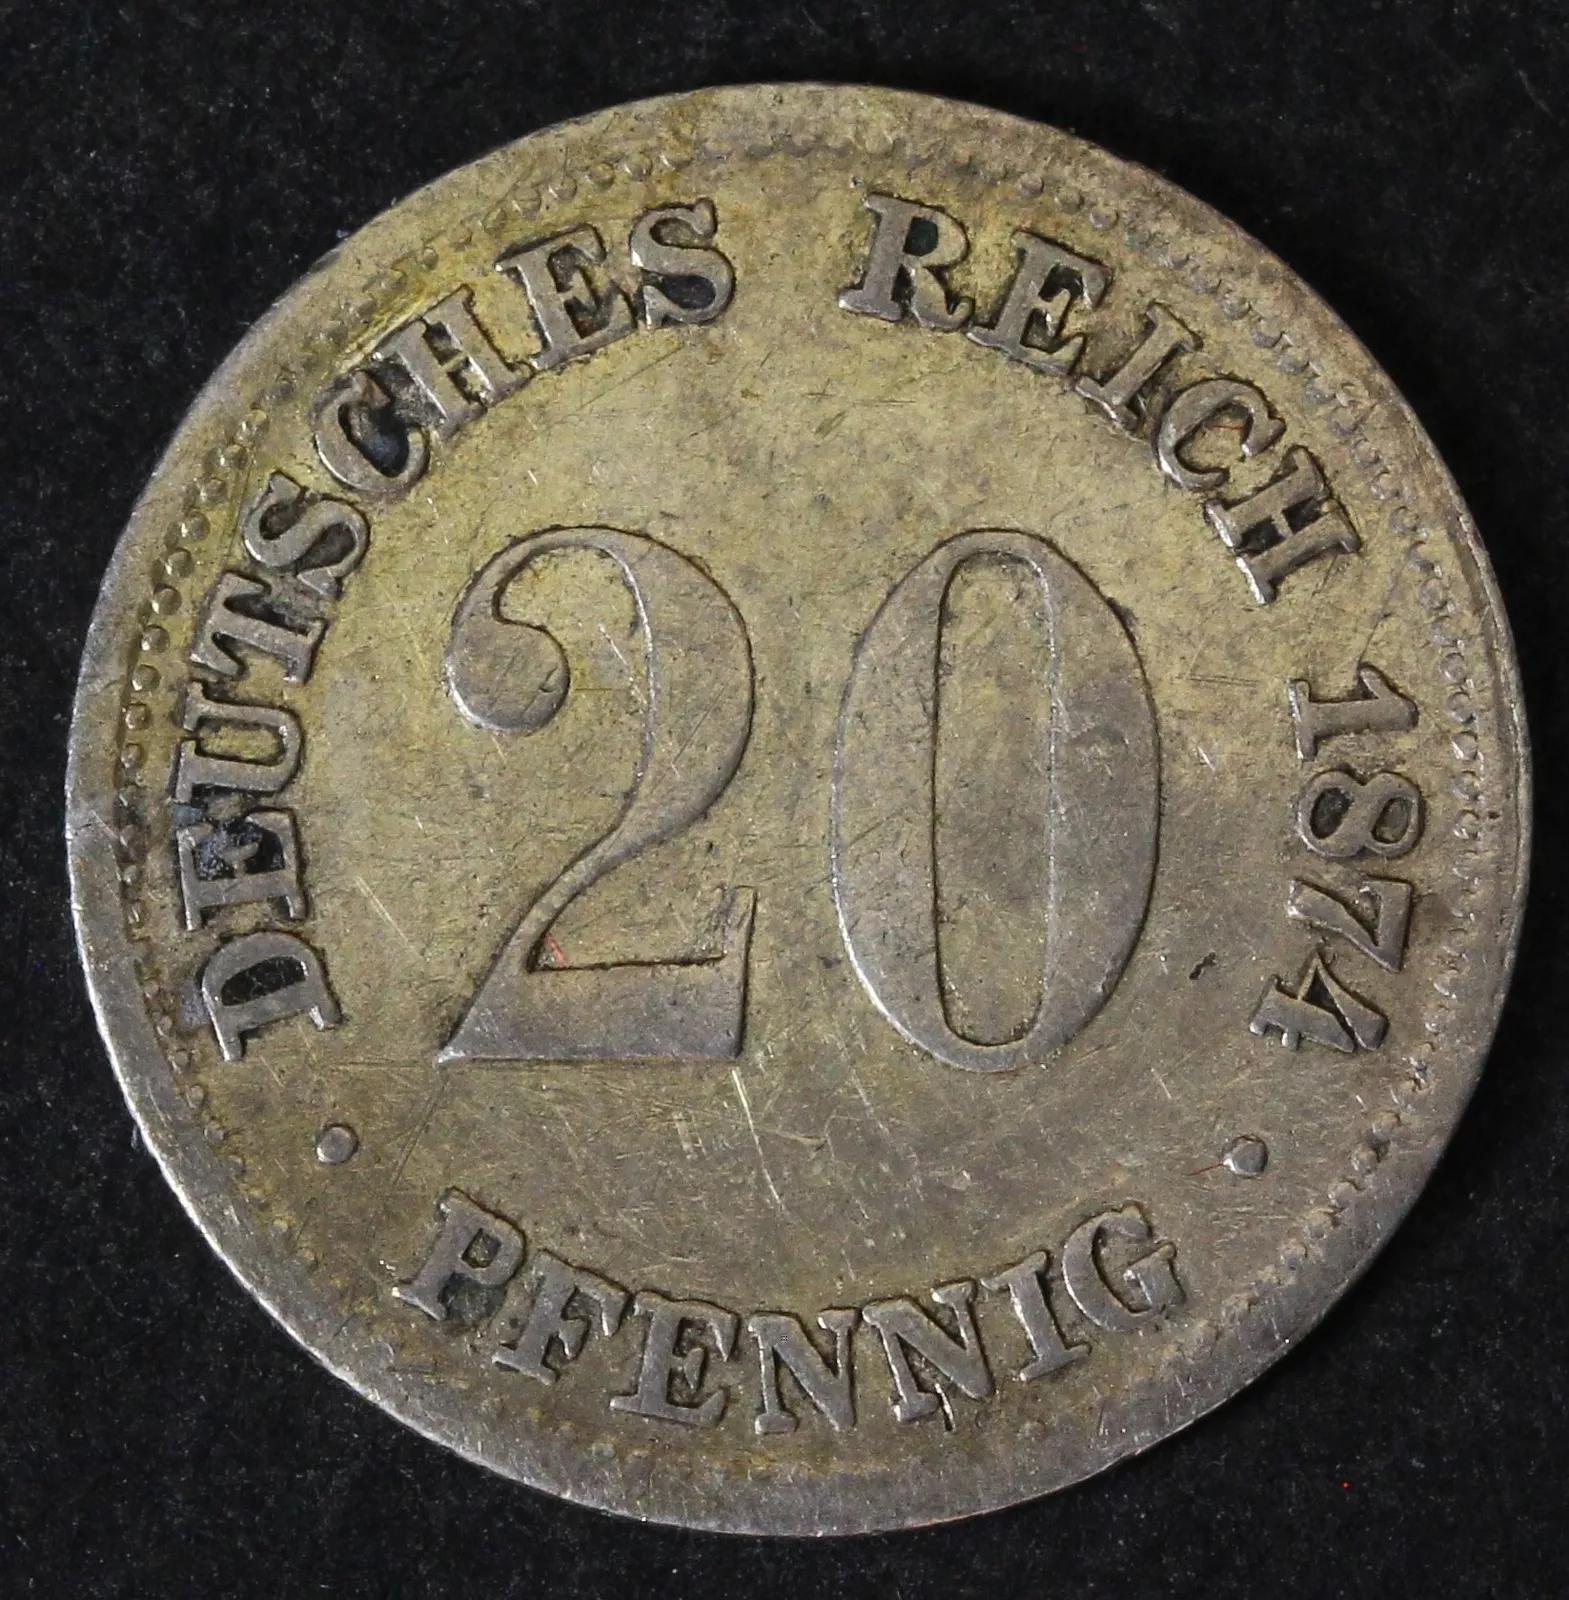 DEUTSCHES REICH 1874
20
· PFENNIG ·